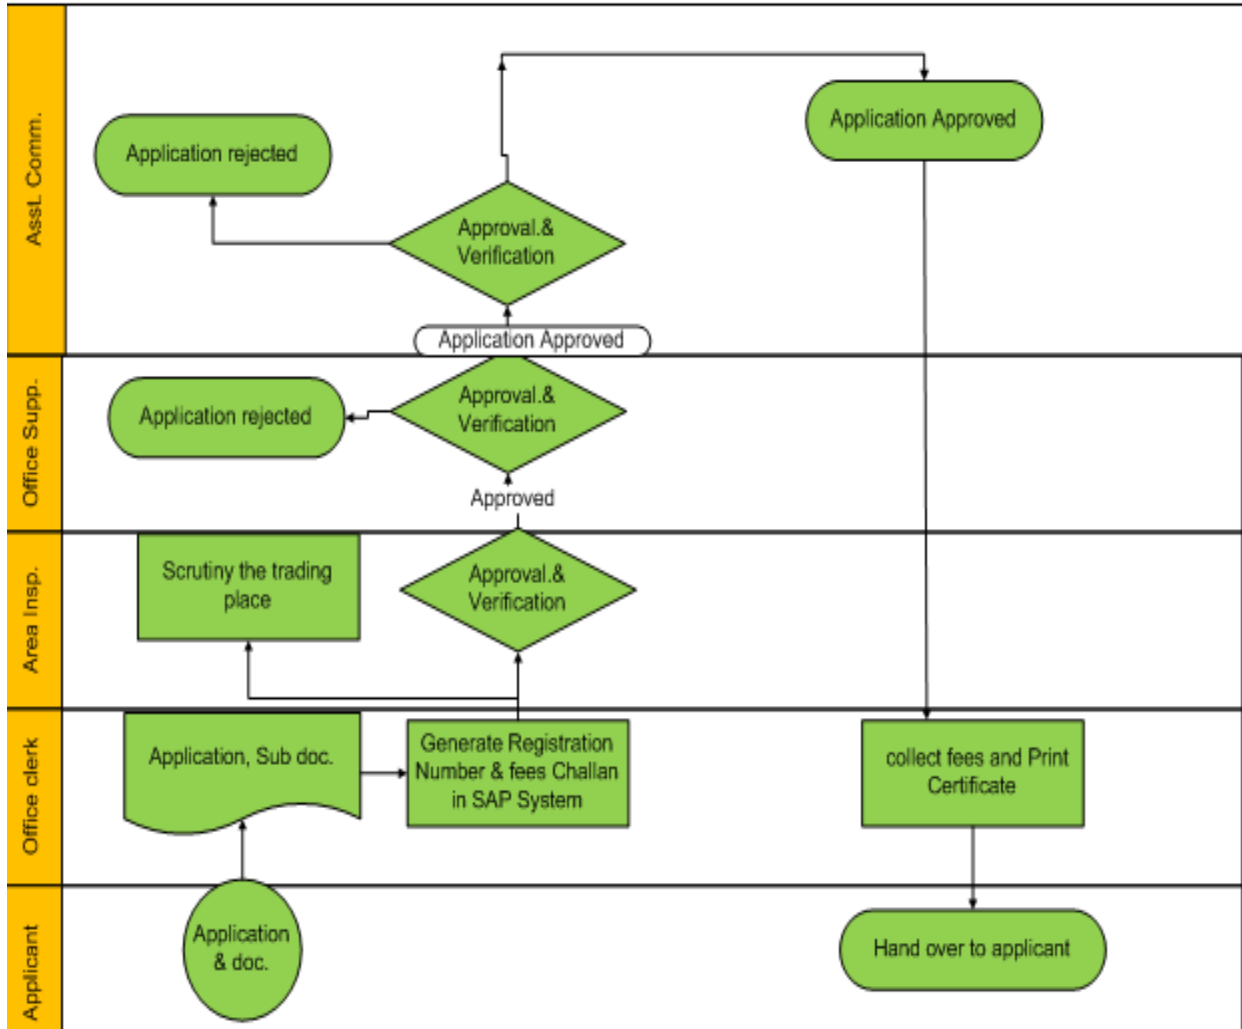 Asst. Comm.
Application rejected
Approval.&
Verification
Application Approved
Application Approved
Office Supp.
Application rejected
Approval.&
Verification
Approved
Area Insp.
Scrutiny the trading
place
Approval.&
Verification
Office clerk
Application, Sub doc.
Generate Registration
Number & fees Challan
in SAP System
collect fees and Print
Certificate
Applicant
Application
& doc.
Hand over to applicant